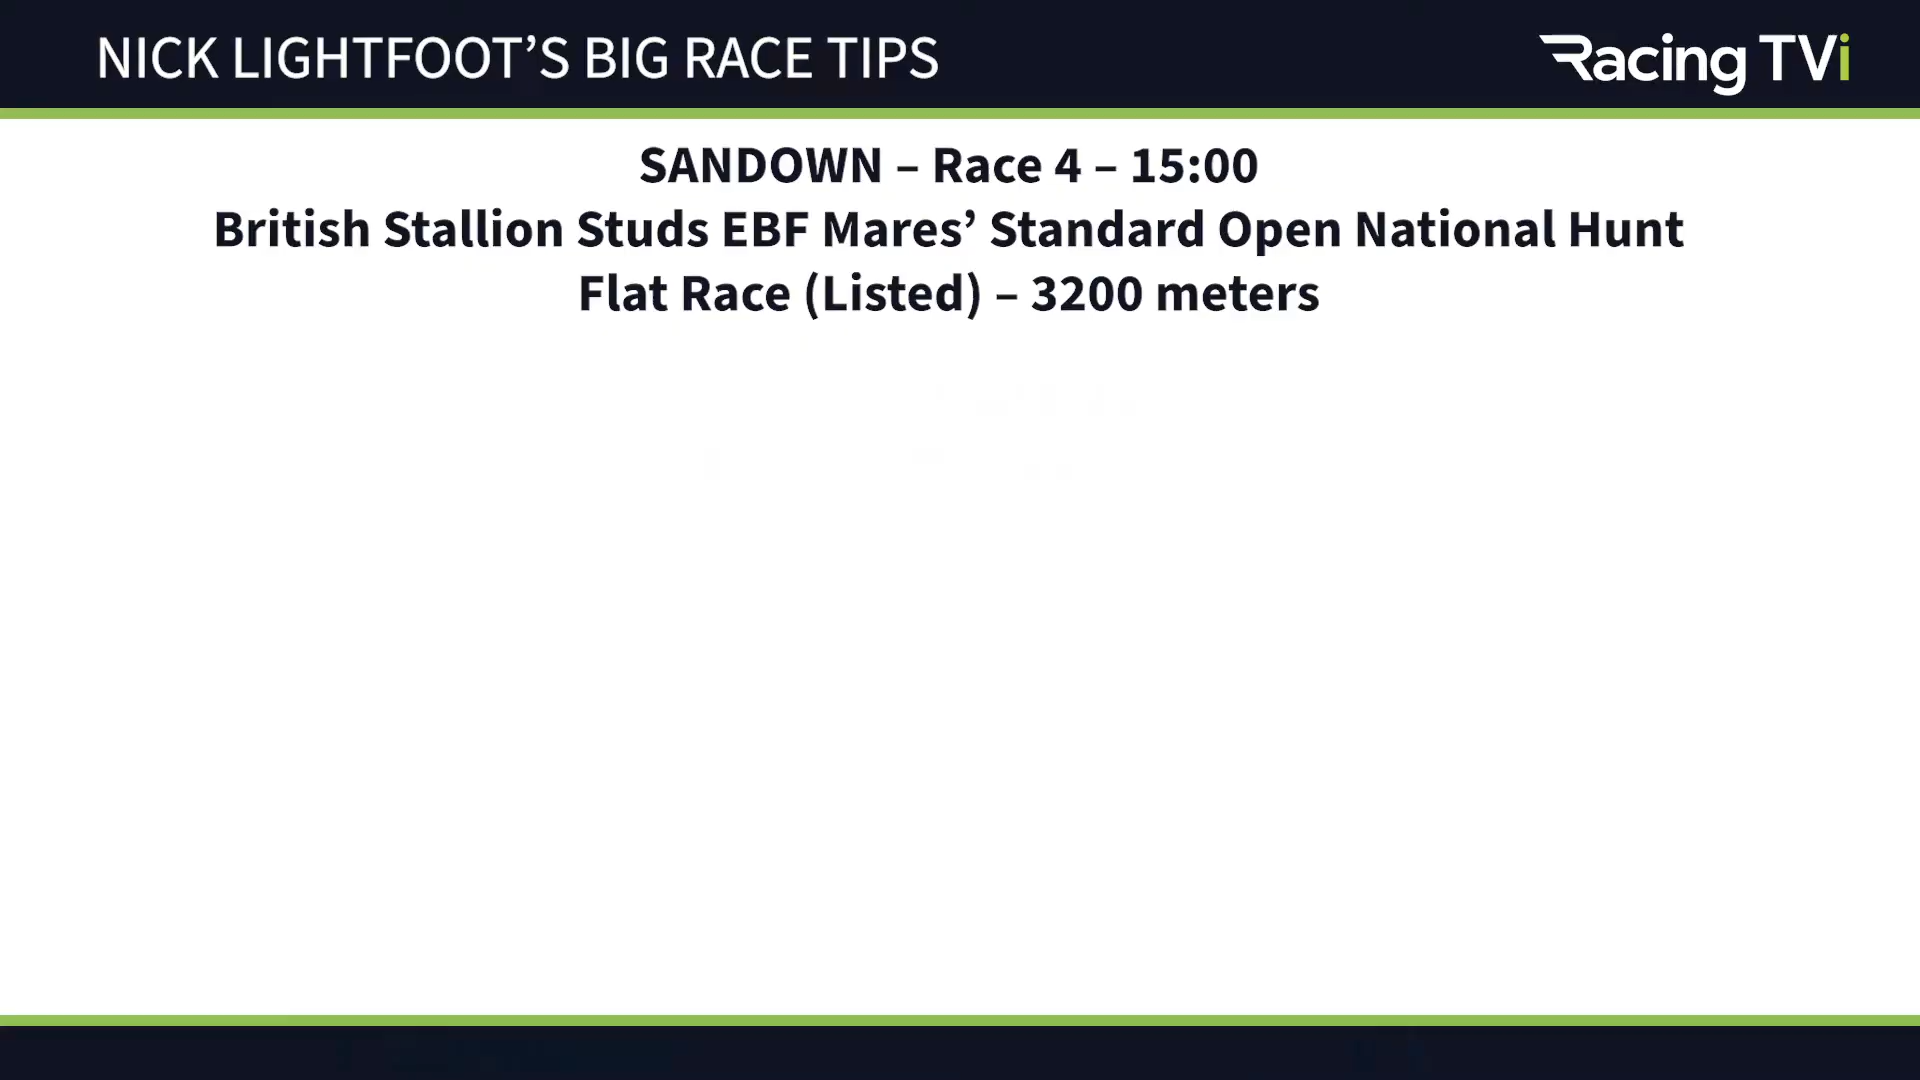 NICK LIGHTFOOT’S BIG RACE TIPS
Racing TVi
SANDOWN – Race 4 – 15:00
British Stallion Studs EBF Mares’ Standard Open National Hunt
Flat Race (Listed) – 3200 meters